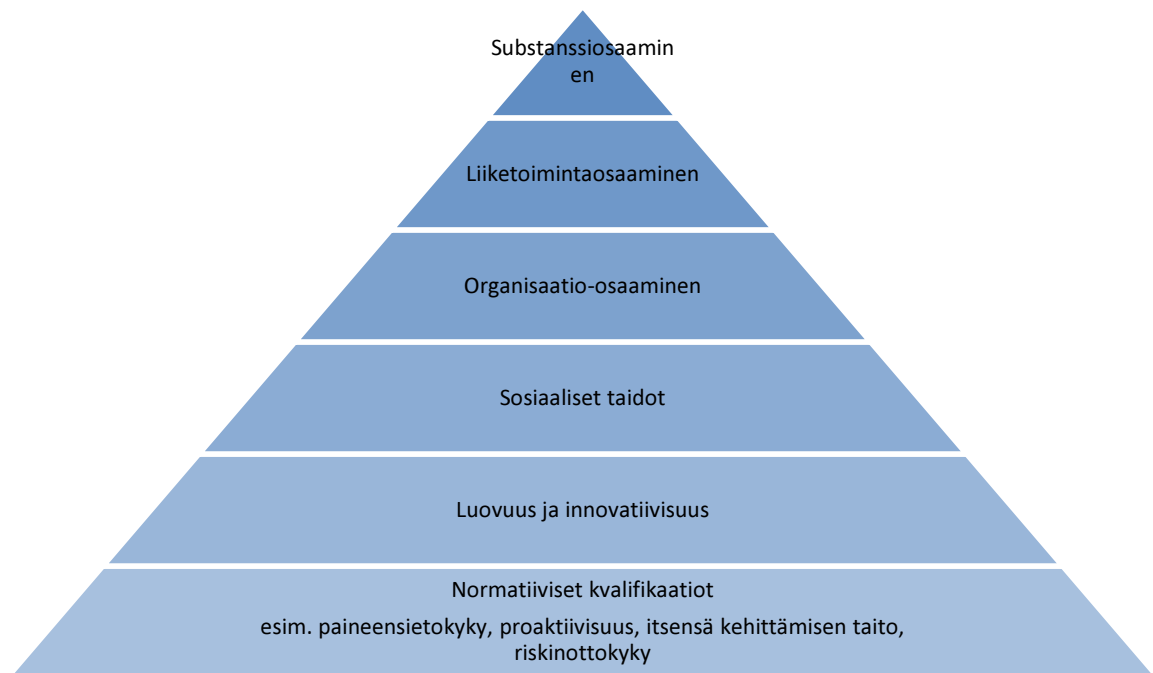 Substanssiosaamin
en
Liiketoimintaosaaminen
Organisaatio-osaaminen
Sosiaaliset taidot
Luovuus ja innovatiivisuus
Normatiiviset kvalifikaatiot
esim. paineensietokyky, proaktiivisuus, itsensä kehittämisen taito,
riskinottokyky